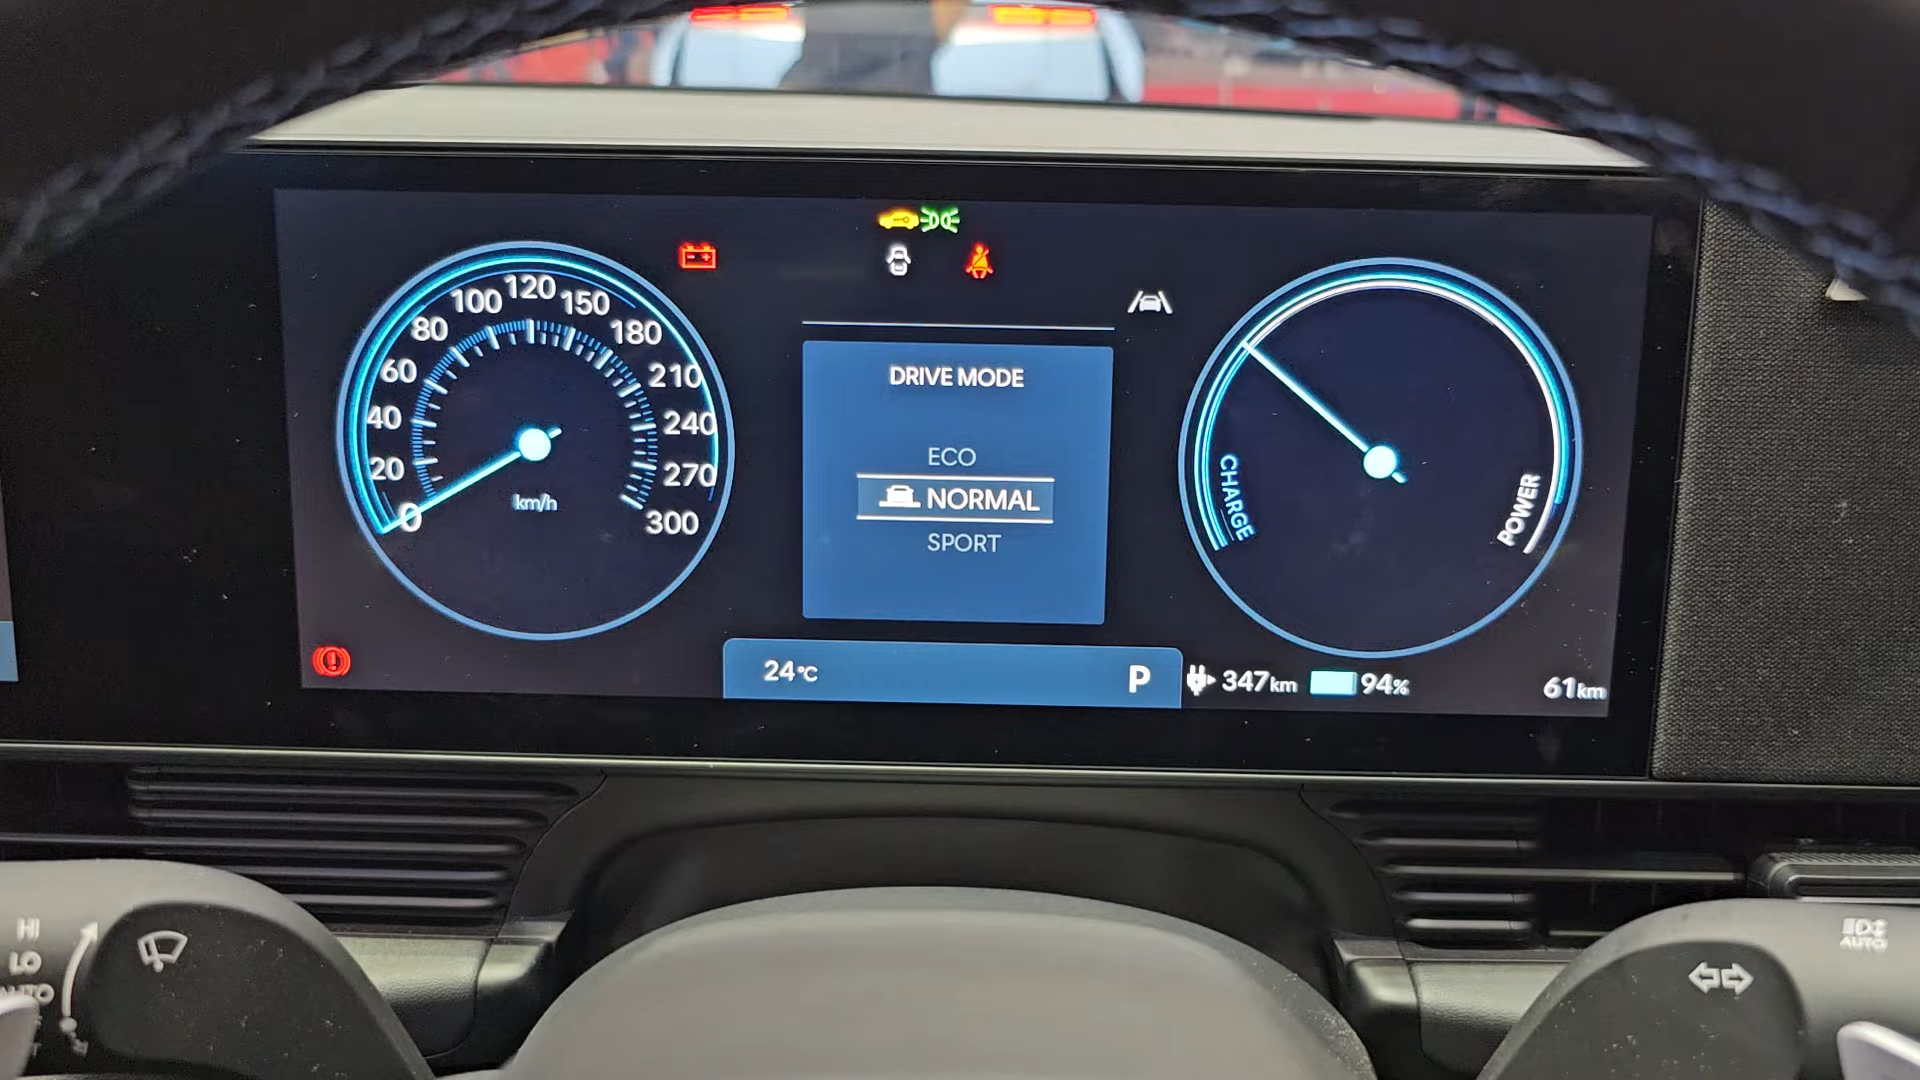 0
20
40
60
80
100
120
150
180
210
240
270
300
km/h
DRIVE MODE
ECO
NORMAL
SPORT
CHARGE
POWER
24°C
P
347km
94%
61km
HI
LO
AUTO
AUTO